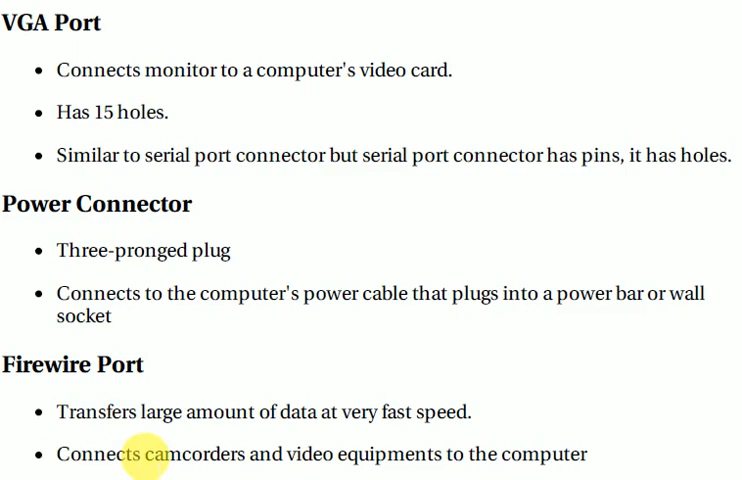 VGA Port
• Connects monitor to a computer's video card.
• Has 15 holes.
• Similar to serial port connector but serial port connector has pins, it has holes.
Power Connector
• Three-pronged plug
• Connects to the computer's power cable that plugs into a power bar or wall
socket
Firewire Port
• Transfers large amount of data at very fast speed.
• Connects camcorders and video equipments to the computer